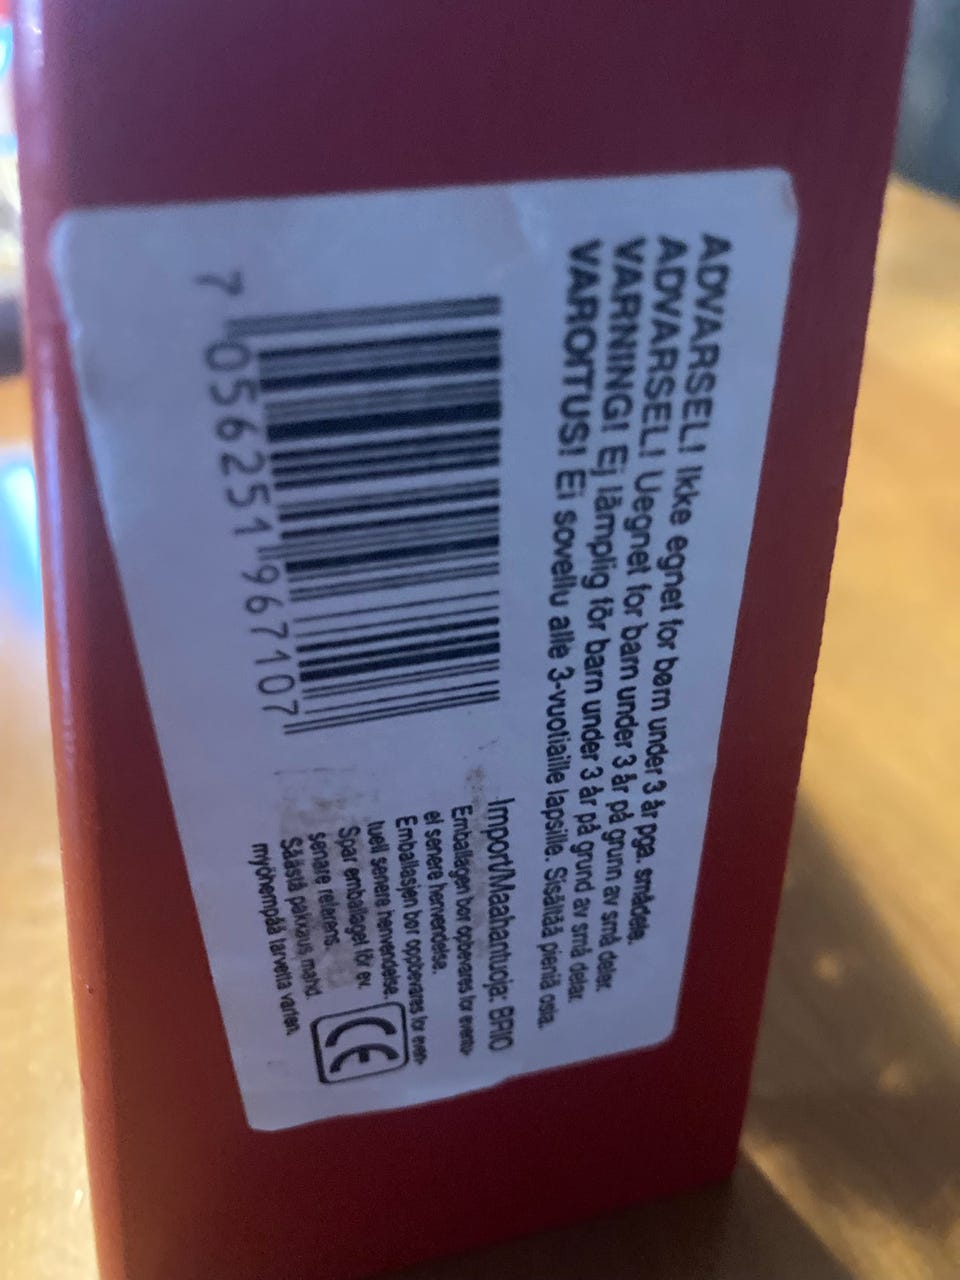 ADVARSEL! Ikke egnet for børn under 3 år pga. smådele.
ADVARSEL! Uegnet for barn under 3 år på grunn av små deler.
VARNING! Ej lämplig för barn under 3 år på grund av små delar.
VAROITUS! Ei sovellu alle 3-vuotiaille lapsille. Sisältää pieniä osia.
Import/Maahantuoja: BRIO
Emballagen bør opbevares for eventu-
el senere henvendelse.
Emballasjen bør oppbevares for even-
tuell senere henvendelse.
Spar emballaget för ev.
senare referens.
Säästä pakkaus, mahd.
myöhempää tarvetta varten.
CE
7 056251 967107